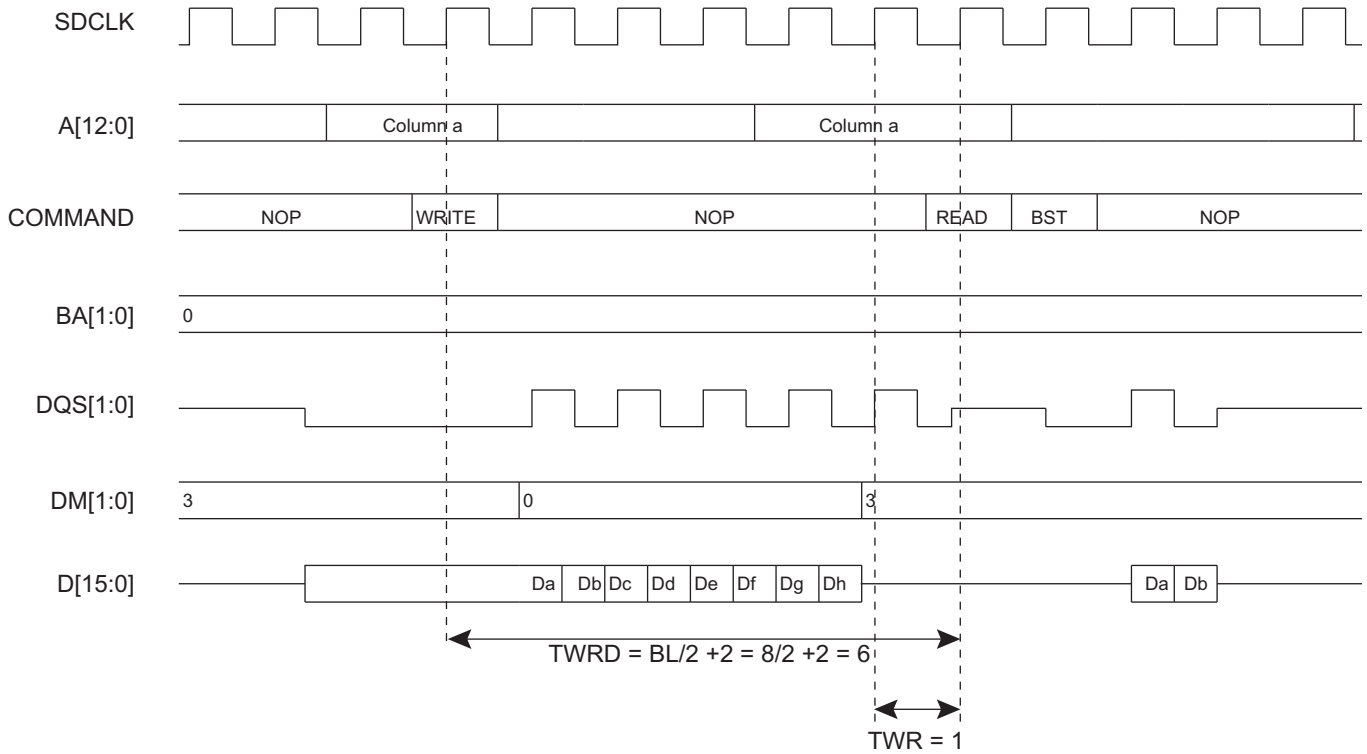 SDCLK
A[12:0]
Column a
Column a
COMMAND
NOP
WRITE
NOP
READ
BST
NOP
BA[1:0]
0
DQS[1:0]
DM[1:0]
3
0
3
D[15:0]
Da
Db
Dc
Dd
De
Df
Dg
Dh
Da
Db
TWRD = BL/2 +2 = 8/2 +2 = 6
TWR = 1